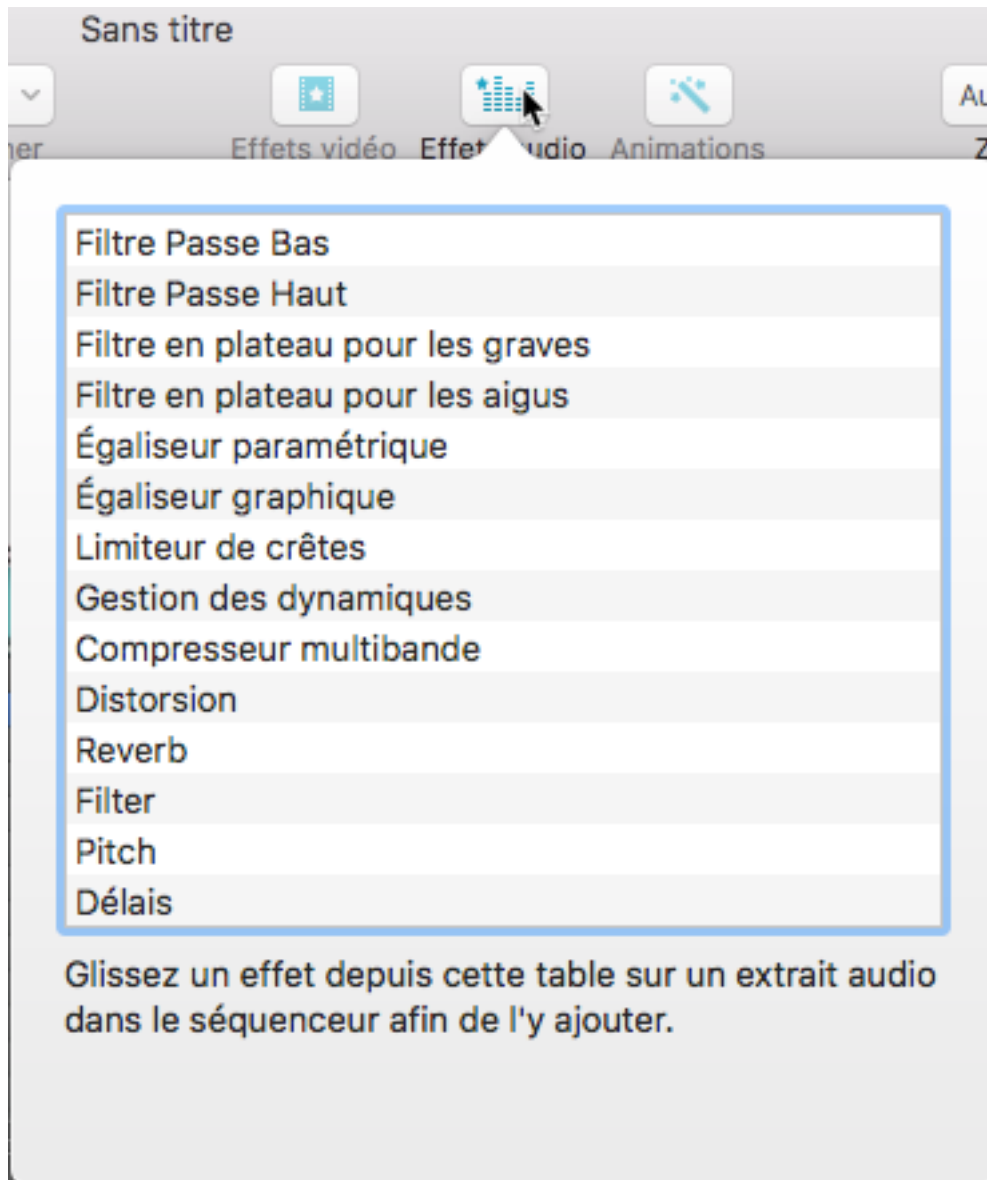 Sans titre
Effets vidéo Effet udio Animations
Filtre Passe Bas
Filtre Passe Haut
Filtre en plateau pour les graves
Filtre en plateau pour les aigus
Égaliseur paramétrique
Égaliseur graphique
Limiteur de crêtes
Gestion des dynamiques
Compresseur multibande
Distorsion
Reverb
Filter
Pitch
Délais
Glissez un effet depuis cette table sur un extrait audio
dans le séquenceur afin de l'y ajouter.